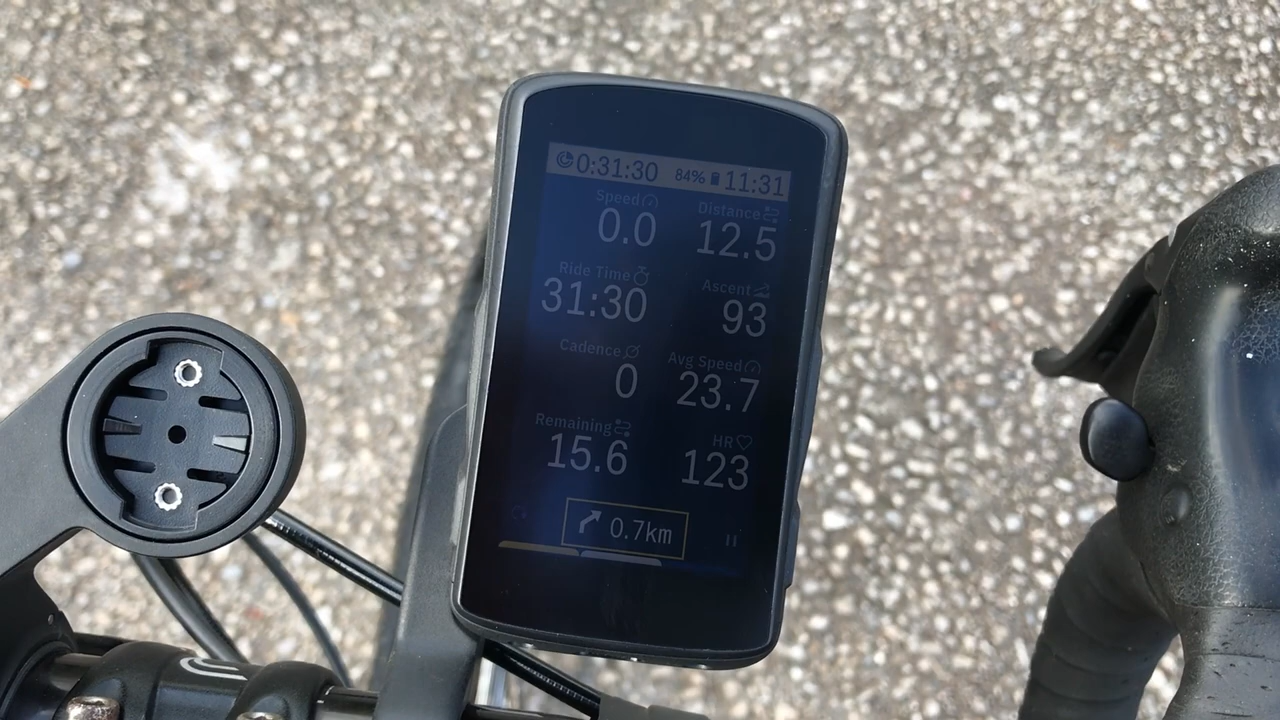 0:31:30 84% 11:31
Speed Distance
0.0 12.5
Ride Time Ascent
31:30 93
Cadence Avg Speed
0 23.7
Remaining HR
15.6 123
0.7km